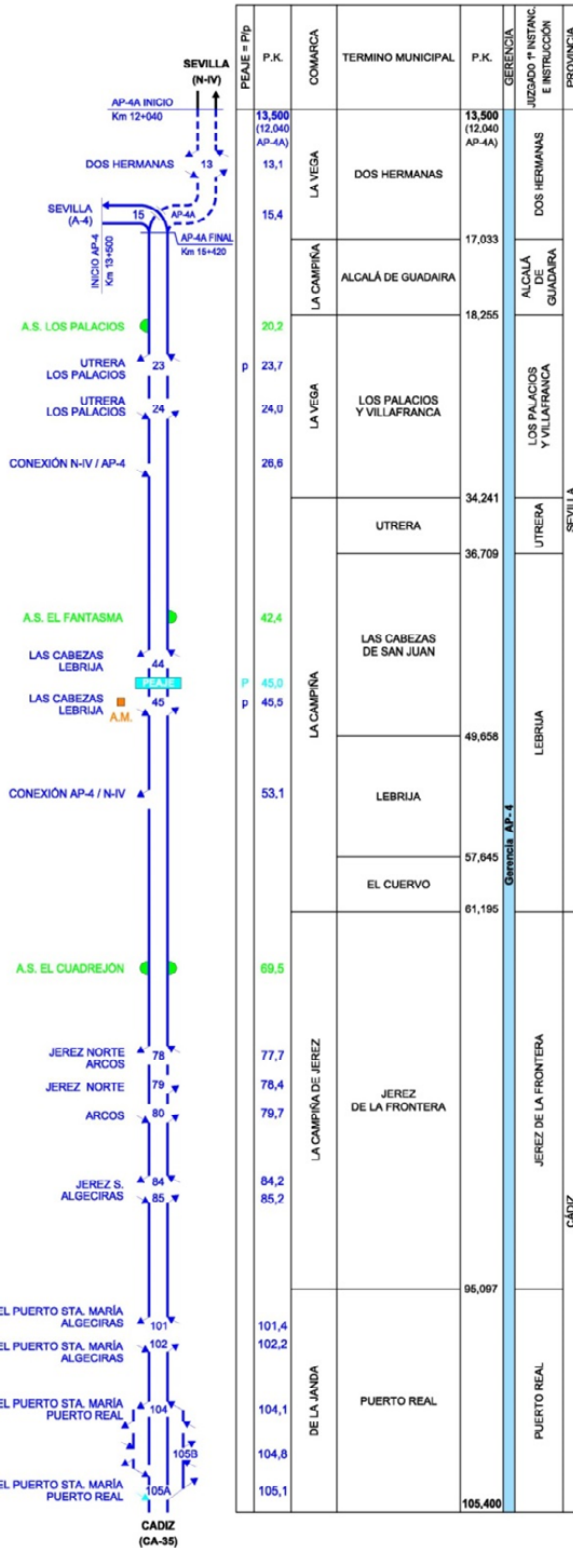 PEAJE = P/p
P.K.
COMARCA
TERMINO MUNICIPAL
P.K.
GERENCIA
JUZGADO 1ª INSTANC.
E INSTRUCCIÓN
PROVINCIA
SEVILLA
(N-IV)
AP-4A INICIO
Km 12+040
13,500
(12.040
AP-4A)
13,500
(12.040
AP-4A)
DOS HERMANAS
13
13,1
LA VEGA
DOS HERMANAS
DOS HERMANAS
SEVILLA
(A-4)
15
AP-4A
15,4
INICIO AP-4
Km 13+500
AP-4A FINAL
Km 15+420
17,033
LA CAMPIÑA
ALCALÁ DE GUADAIRA
ALCALÁ
DE
GUADAIRA
18,255
A.S. LOS PALACIOS
20,2
UTRERA
LOS PALACIOS
23
p
23,7
UTRERA
LOS PALACIOS
24
24,0
LA VEGA
LOS PALACIOS
Y VILLAFRANCA
LOS PALACIOS
Y VILLAFRANCA
CONEXIÓN N-IV / AP-4
26,6
34,241
UTRERA
UTRERA
SEVILLA
36,709
A.S. EL FANTASMA
42,4
LAS CABEZAS
LEBRIJA
44
LAS CABEZAS
DE SAN JUAN
PEAJE
P
45,0
LAS CABEZAS
LEBRIJA
A.M.
45
p
45,5
LA CAMPIÑA
49,658
LEBRIJA
CONEXIÓN AP-4 / N-IV
53,1
LEBRIJA
57,645
Gerencia AP-4
EL CUERVO
61,195
A.S. EL CUADREJÓN
69,5
JEREZ NORTE
ARCOS
78
77,7
JEREZ NORTE
79
78,4
ARCOS
80
79,7
LA CAMPIÑA DE JEREZ
JEREZ
DE LA FRONTERA
JEREZ DE LA FRONTERA
JEREZ S.
ALGECIRAS
84
84,2
85
85,2
CÁDIZ
95,097
EL PUERTO STA. MARÍA
ALGECIRAS
101
101,4
EL PUERTO STA. MARÍA
ALGECIRAS
102
102,2
EL PUERTO STA. MARÍA
PUERTO REAL
104
104,1
DE LA JANDA
PUERTO REAL
PUERTO REAL
105B
104,8
EL PUERTO STA. MARÍA
PUERTO REAL
105A
105,1
105,400
CADIZ
(CA-35)